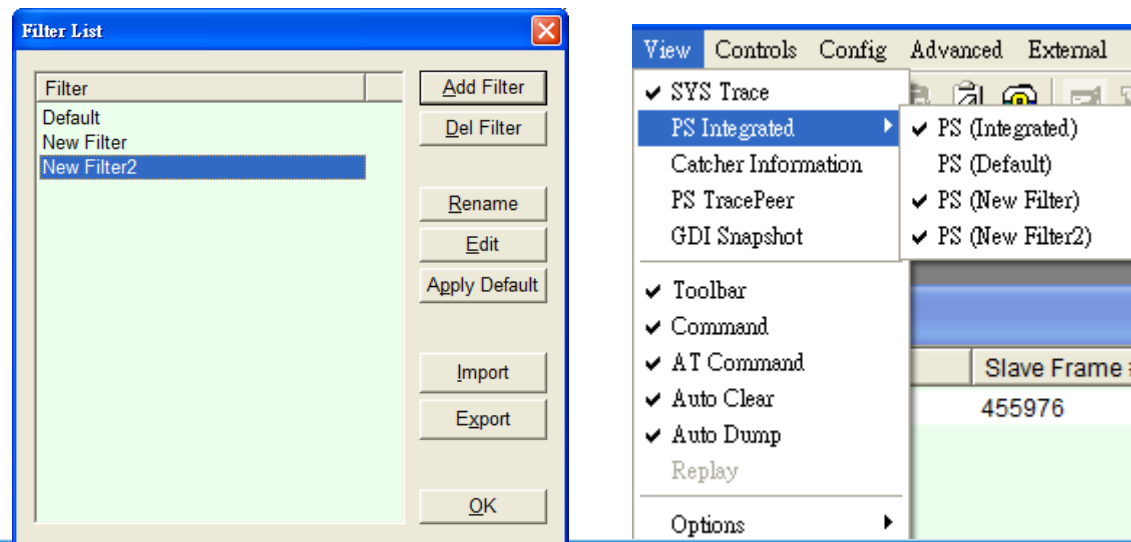 Filter List
Filter
Default
New Filter
New Filter2
Add Filter
Del Filter
Rename
Edit
Apply Default
Import
Export
OK
View Controls Config Advanced External
SYS Trace
PS Integrated
Catcher Information
PS TracePeer
GDI Snapshot
Toolbar
Command
AT Command
Auto Clear
Auto Dump
Replay
Options
PS (Integrated)
PS (Default)
PS (New Filter)
PS (New Filter2)
Slave Frame
455976